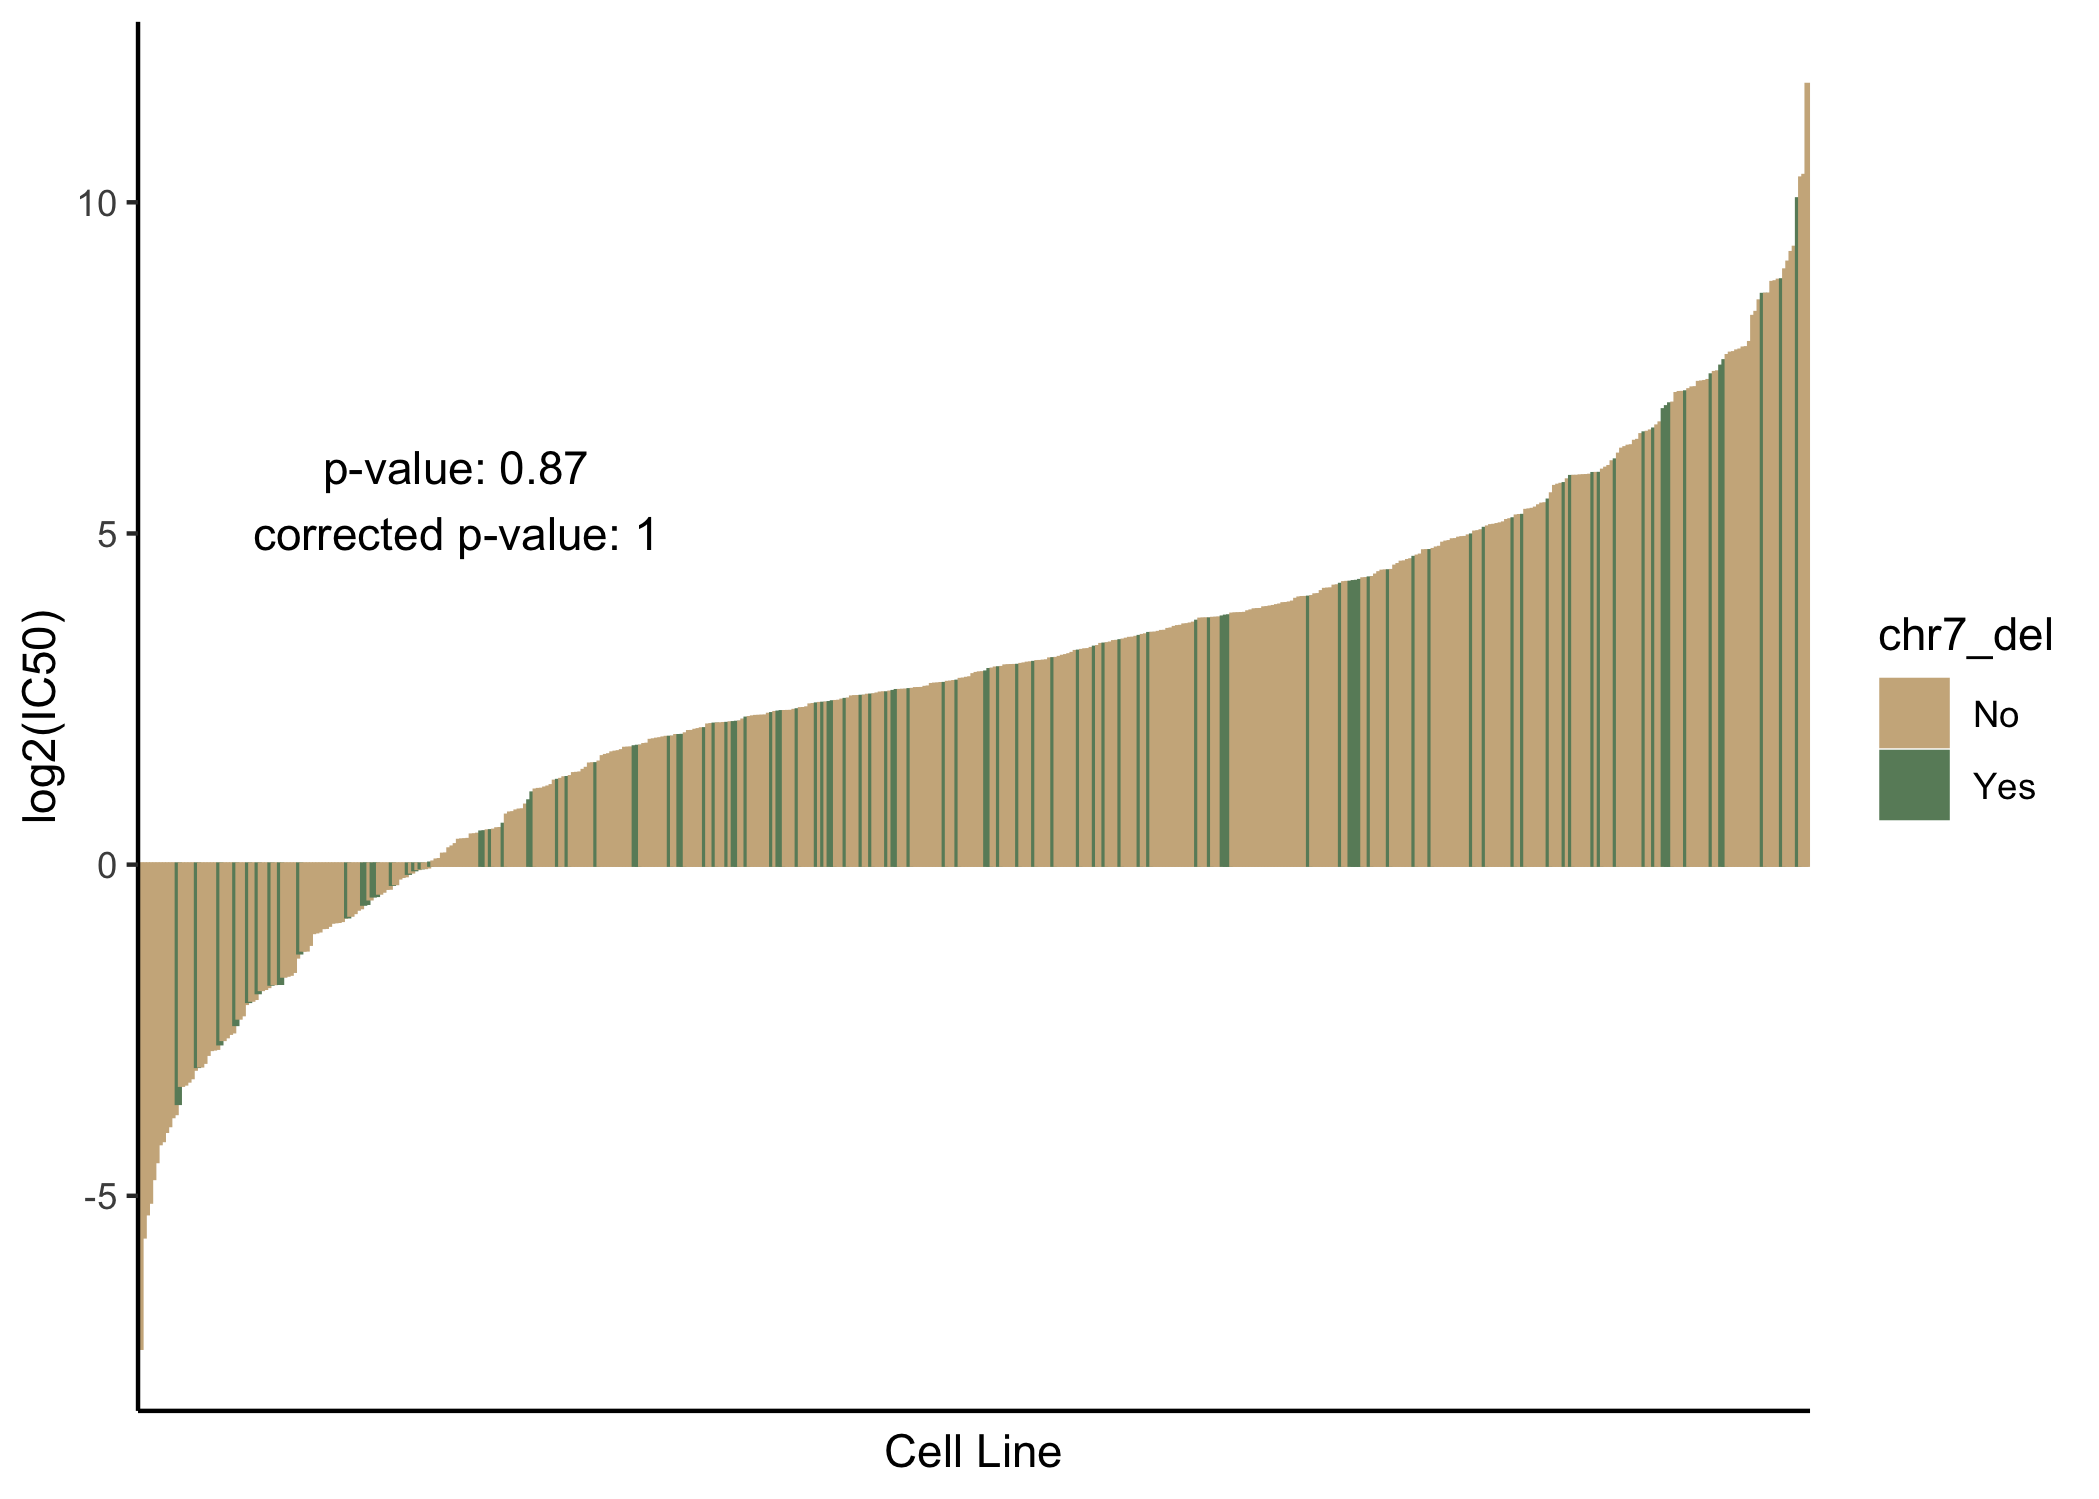 10
5
0
-5
log2(IC50)
p-value: 0.87
corrected p-value: 1
Cell Line
chr7_del
No
Yes